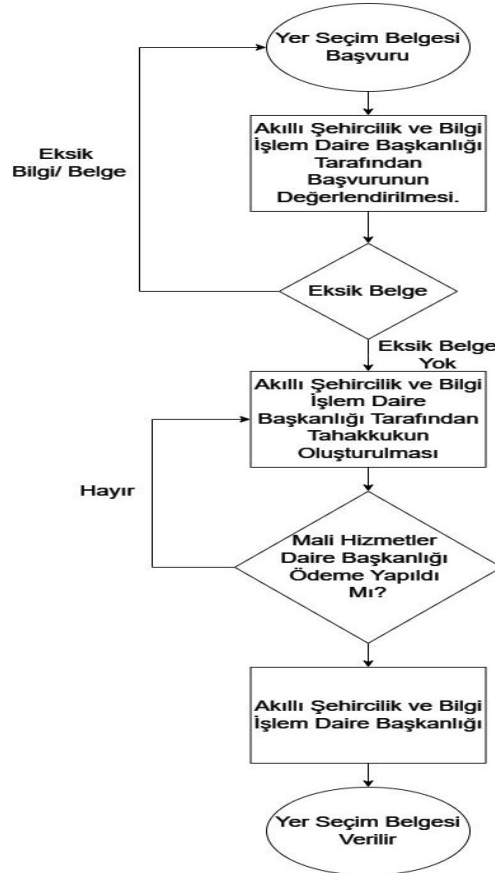 Yer Seçim Belgesi
Başvuru
Akıllı Şehircilik ve Bilgi
İşlem Daire Başkanlığı
Tarafından
Başvurunun
Değerlendirilmesi.
Eksik
Bilgi/ Belge
Eksik Belge
Eksik Belge
Yok
Akıllı Şehircilik ve Bilgi
İşlem Daire
Başkanlığı Tarafından
Tahakkukun
Oluşturulması
Hayır
Mali Hizmetler
Daire Başkanlığı
Ödeme Yapıldı
Mı?
Akıllı Şehircilik ve Bilgi
İşlem Daire Başkanlığı
Yer Seçim Belgesi
Verilir